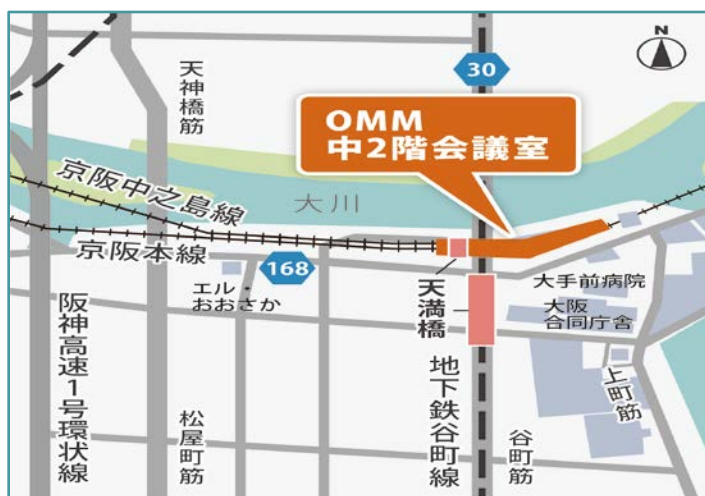 N
天神橋筋
30
OMM
中2階会議室
大川
京阪中之島線
京阪本線
168
エル・
おおさか
天満橋
大手前病院
大阪
合同庁舎
上町筋
阪神高速1号環状線
松屋町筋
地下鉄谷町線
谷町筋